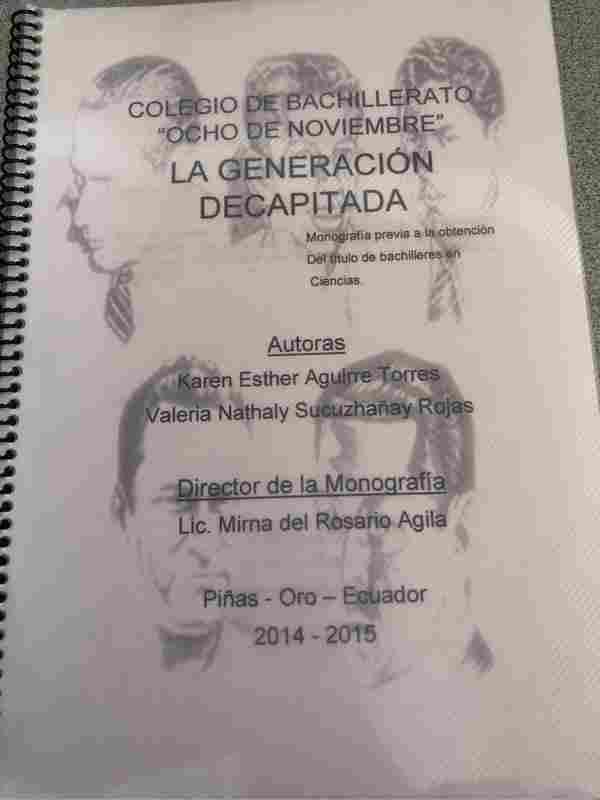 COLEGIO DE BACHILLERATO
“OCHO DE NOVIEMBRE”
LA GENERACIÓN
DECAPITADA
Monografía previa a la obtención
Del título de bachilleres en
Ciencias.
Autoras
Karen Esther Aguirre Torres
Valeria Nathaly Sucuzhañay Rojas
Director de la Monografía
Lic. Mirna del Rosario Agila
Piñas - Oro – Ecuador
2014 - 2015